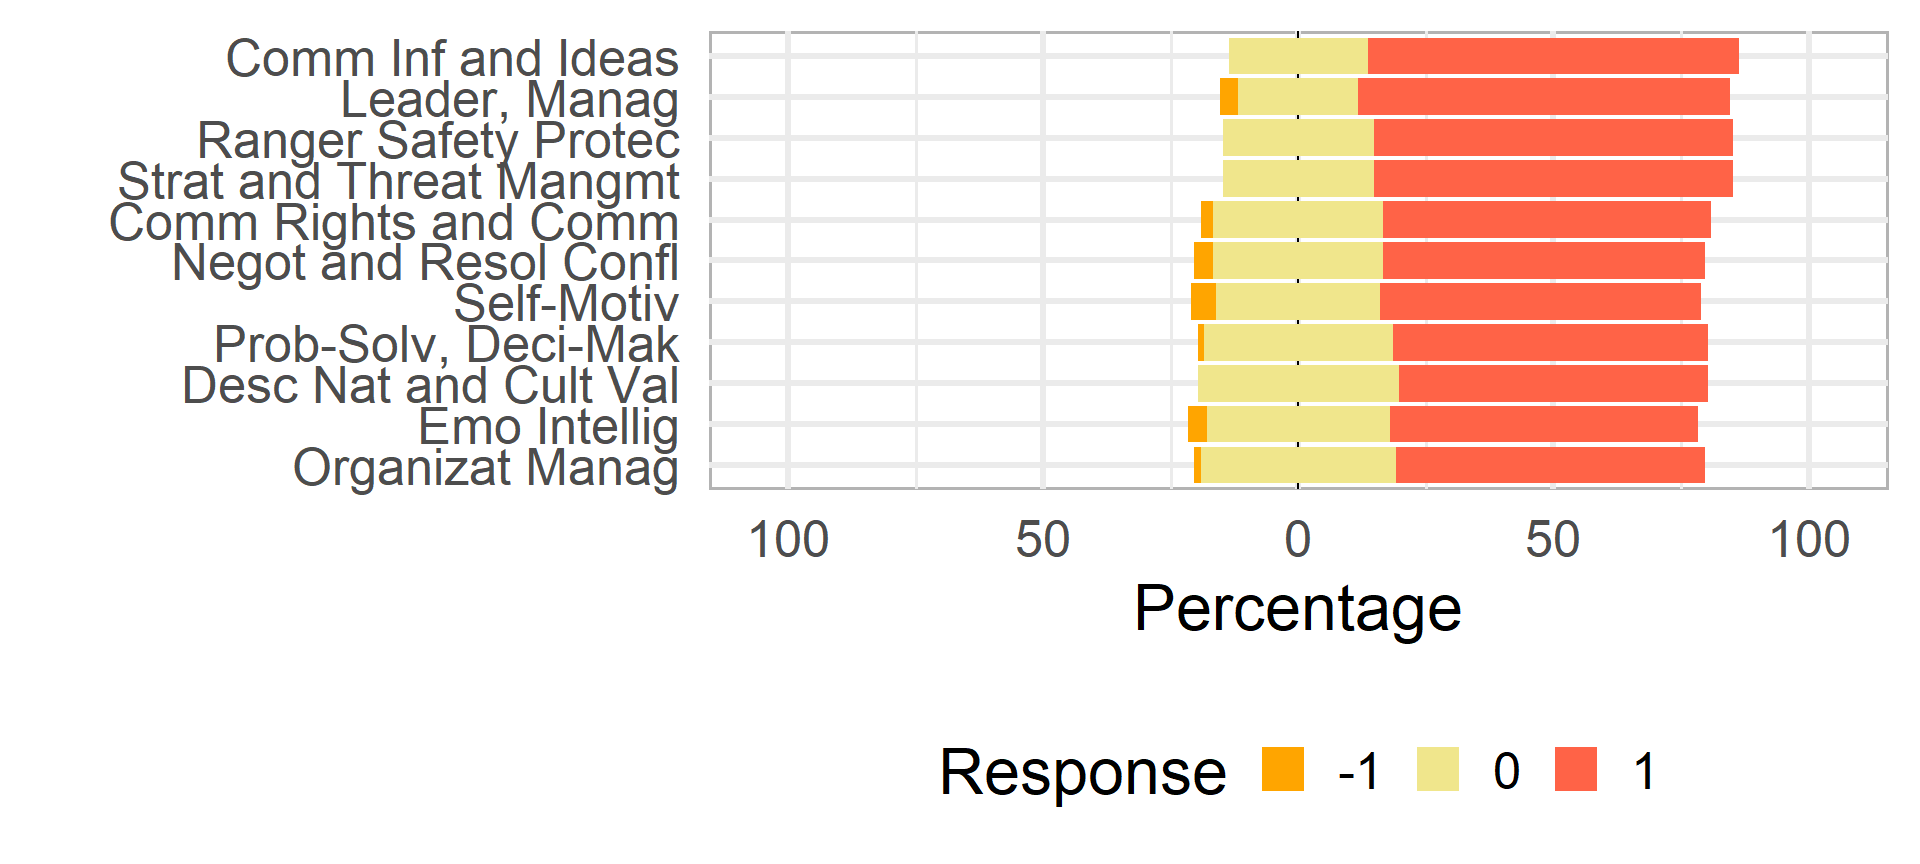 Comm Inf and Ideas
Leader, Manag
Ranger Safety Protec
Strat and Threat Mangmt
Comm Rights and Comm
Negot and Resol Confl
Self-Motiv
Prob-Solv, Deci-Mak
Desc Nat and Cult Val
Emo Intellig
Organizat Manag
100 50 0 50 100
Percentage
Response -1 0 1